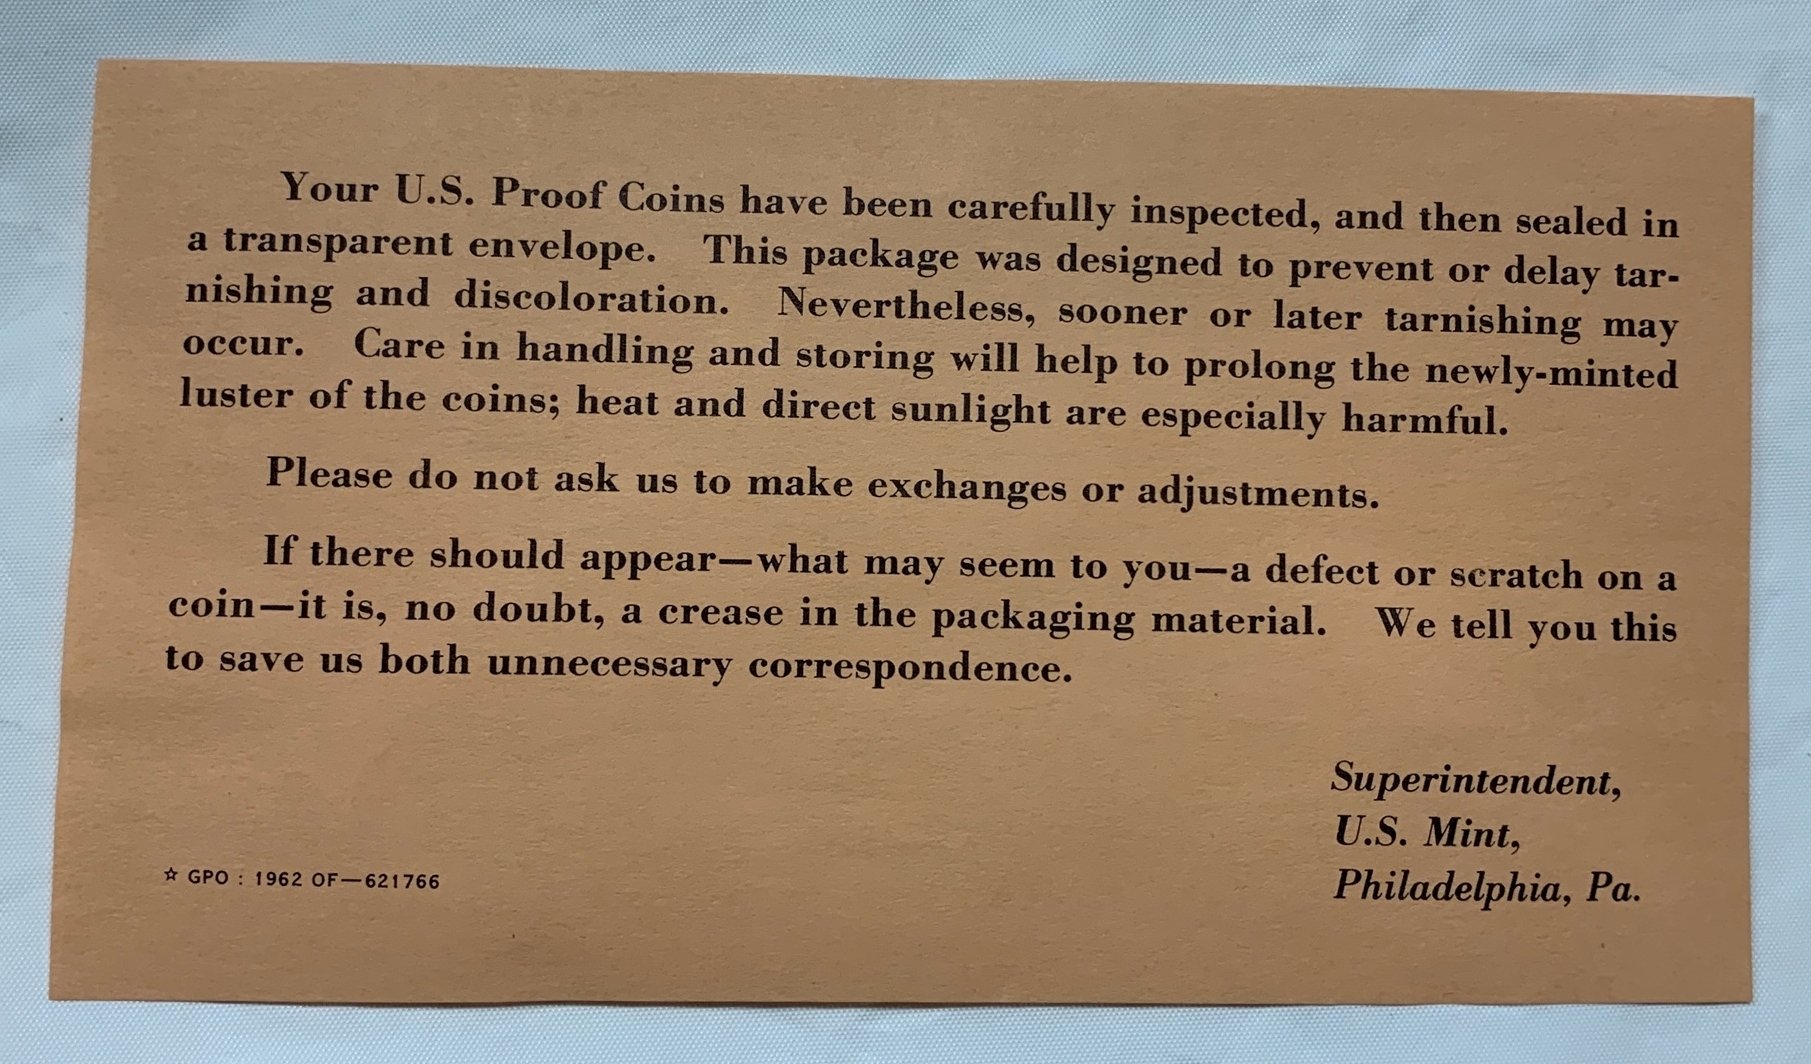 Your U.S. Proof Coins have been carefully inspected, and then sealed in
a transparent envelope. This package was designed to prevent or delay tar-
nishing and discoloration. Nevertheless, sooner or later tarnishing may
occur. Care in handling and storing will help to prolong the newly-minted
luster of the coins; heat and direct sunlight are especially harmful.
Please do not ask us to make exchanges or adjustments.
If there should appear—what may seem to you—a defect or scratch on a
coin—it is, no doubt, a crease in the packaging material. We tell you this
to save us both unnecessary correspondence.
Superintendent,
U.S. Mint,
Philadelphia, Pa.
☆ GPO : 1962 OF—621766